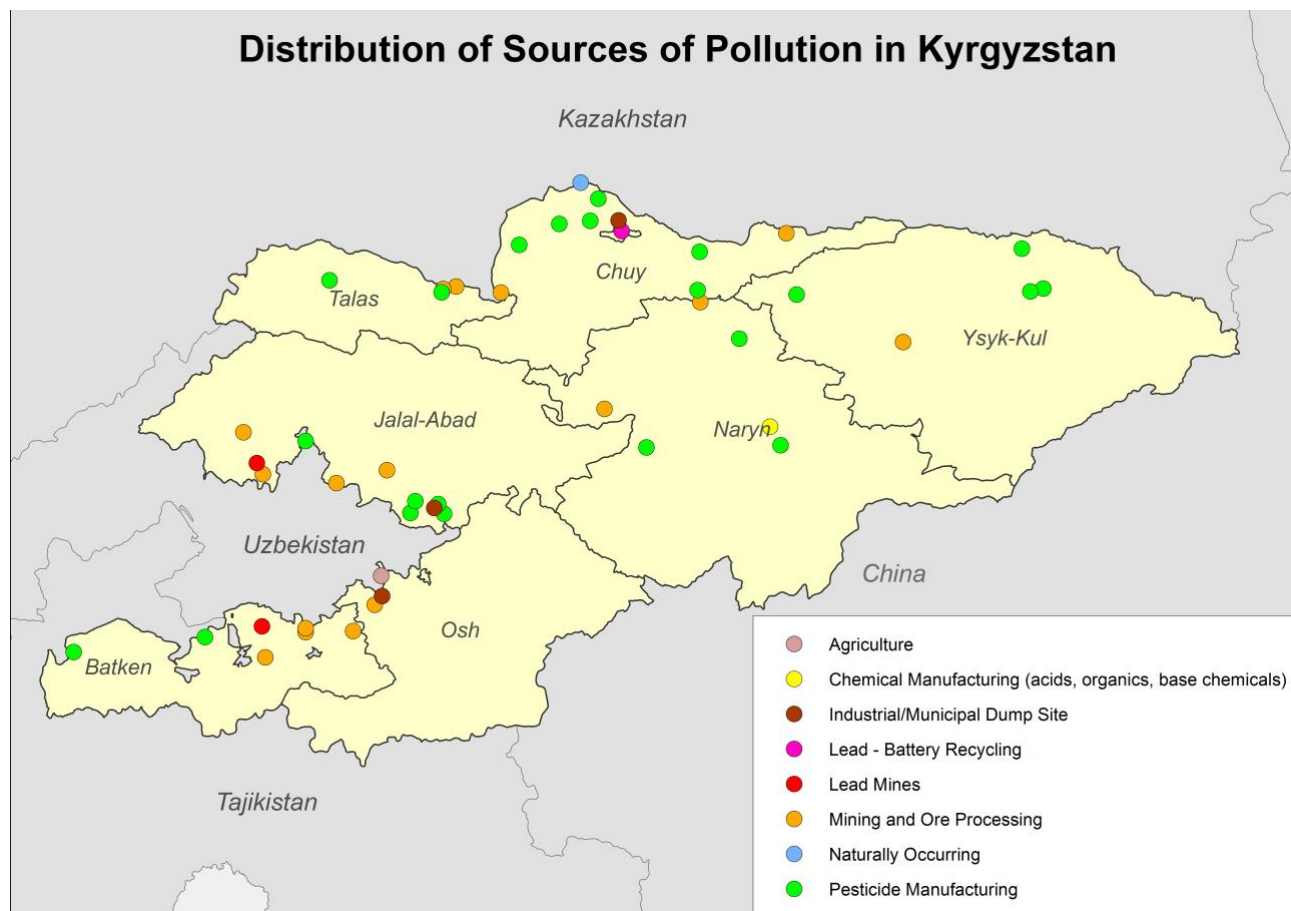 Distribution of Sources of Pollution in Kyrgyzstan
Kazakhstan
Chuy
Talas
Ysyk-Kul
Jalal-Abad
Naryn
Uzbekistan
China
Osh
Batken
Tajikistan
Agriculture
Chemical Manufacturing (acids, organics, base chemicals)
Industrial/Municipal Dump Site
Lead - Battery Recycling
Lead Mines
Mining and Ore Processing
Naturally Occurring
Pesticide Manufacturing